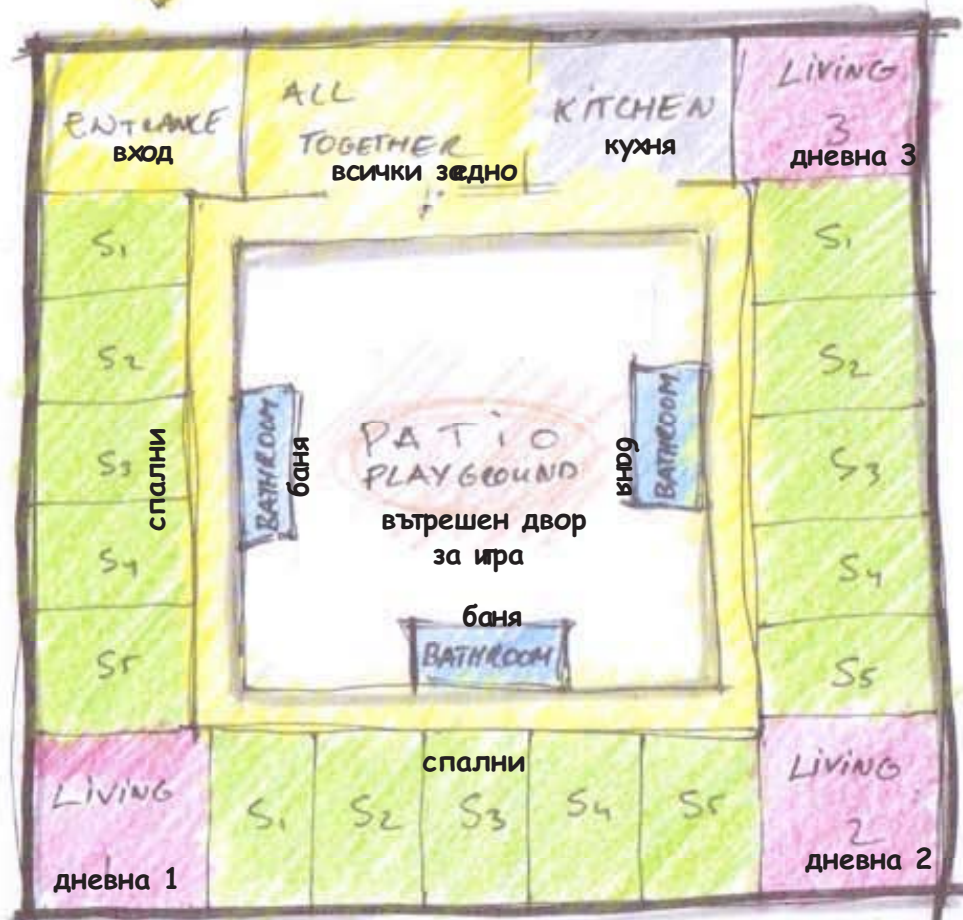 ENTRANCE
вход
ALL
TOGETHER
всички заедно
KITCHEN
кухня
LIVING
3
дневна 3
S1
S2
S3
S4
S5
спални
BATHROOM
баня
PATIO
PLAYGROUND
вътрешен двор
за игра
баня
BATHROOM
баня
BATHROOM
S1
S2
S3
S4
S5
LIVING
дневна 1
спални
S1
S2
S3
S4
S5
LIVING
2
дневна 2